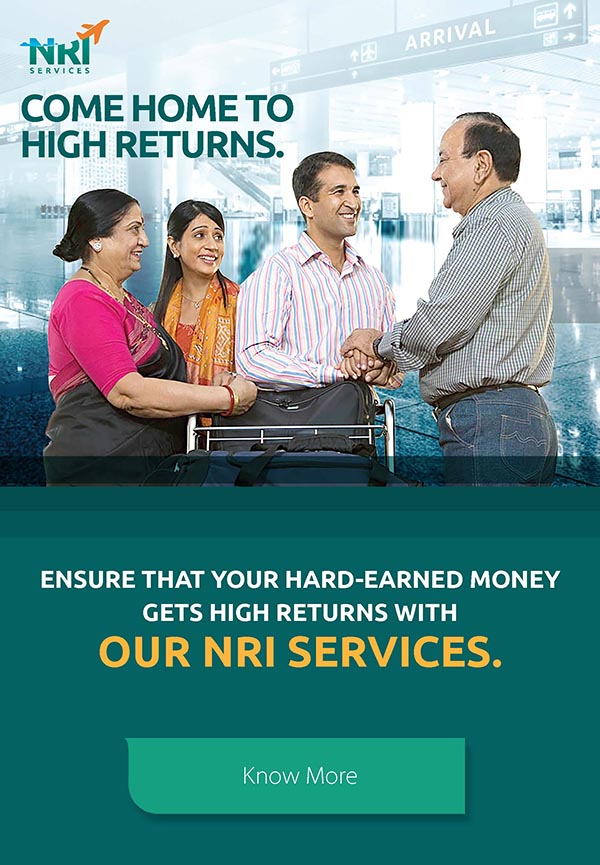 NRI
SERVICES
ARRIVAL
COME HOME TO
HIGH RETURNS.
ENSURE THAT YOUR HARD-EARNED MONEY
GETS HIGH RETURNS WITH
OUR NRI SERVICES.
Know More